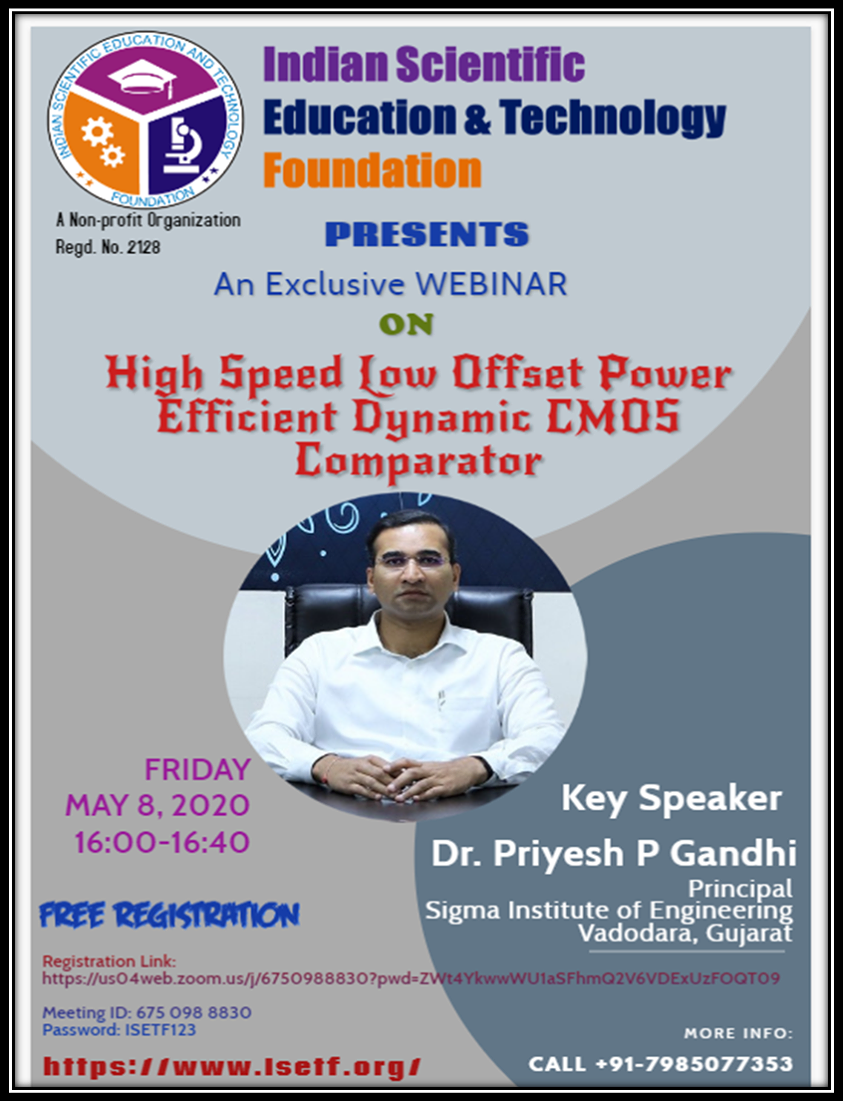 INDIAN SCIENTIFIC EDUCATION AND TECHNOLOGY
FOUNDATION
Indian Scientific
Education & Technology
Foundation
A Non-profit Organization
Regd. No. 2128
PRESENTS
An Exclusive WEBINAR
ON
High Speed Low Offset Power
Efficient Dynamic CMOS
Comparator
FRIDAY
MAY 8, 2020
16:00-16:40
Key Speaker
Dr. Priyesh P Gandhi
Principal
Sigma Institute of Engineering
Vadodara, Gujarat
FREE REGISTRATION
Registration Link:
https://us04web.zoom.us/j/6750988830?pwd=ZWt4YkwwWU1aSFhmQ2V6VDExUzFOQT09
Meeting ID: 675 098 8830
Password: ISETF123
https://www.isetf.org/
MORE INFO:
CALL +91-7985077353